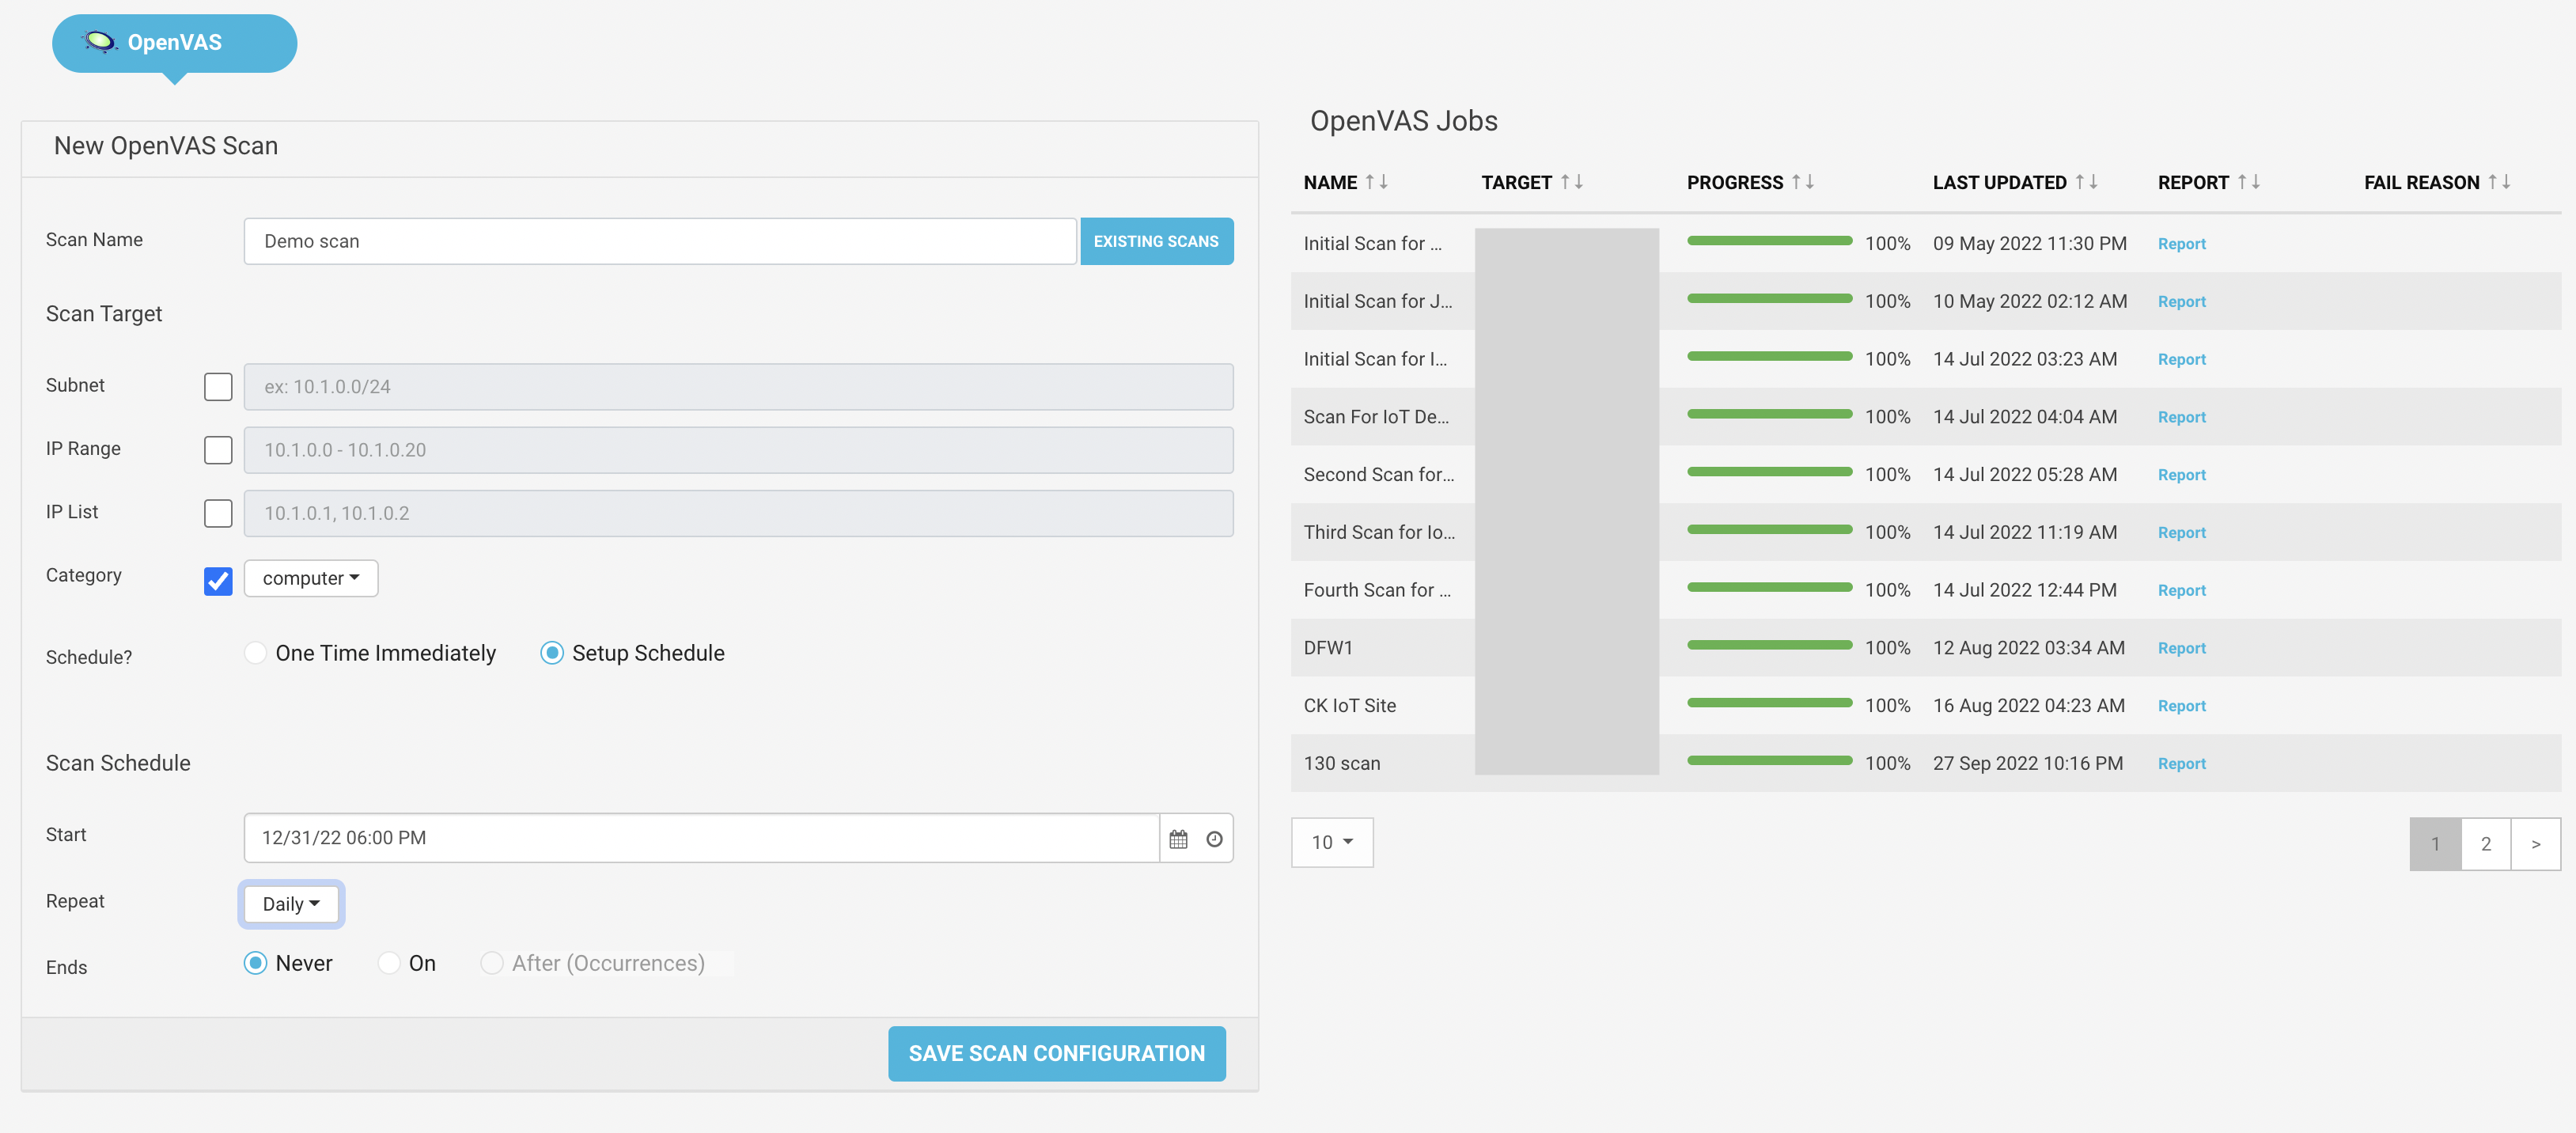 OpenVAS
New OpenVAS Scan
Scan Name
Demo scan
EXISTING SCANS
Scan Target
Subnet
ex: 10.1.0.0/24
IP Range
10.1.0.0 - 10.1.0.20
IP List
10.1.0.1, 10.1.0.2
Category
computer
Schedule?
One Time Immediately
Setup Schedule
Scan Schedule
Start
12/31/22 06:00 PM
Repeat
Daily
Ends
Never
On
After (Occurrences)
SAVE SCAN CONFIGURATION
OpenVAS Jobs
NAME ↑↓ TARGET ↑↓ PROGRESS ↑↓ LAST UPDATED ↑↓ REPORT ↑↓ FAIL REASON ↑↓
Initial Scan for ... 100% 09 May 2022 11:30 PM Report
Initial Scan for J... 100% 10 May 2022 02:12 AM Report
Initial Scan for I... 100% 14 Jul 2022 03:23 AM Report
Scan For IoT De... 100% 14 Jul 2022 04:04 AM Report
Second Scan for... 100% 14 Jul 2022 05:28 AM Report
Third Scan for Io... 100% 14 Jul 2022 11:19 AM Report
Fourth Scan for ... 100% 14 Jul 2022 12:44 PM Report
DFW1 100% 12 Aug 2022 03:34 AM Report
CK IoT Site 100% 16 Aug 2022 04:23 AM Report
130 scan 100% 27 Sep 2022 10:16 PM Report
10
1 2 >